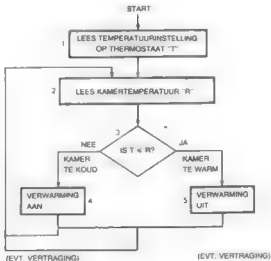 START
1
LEES TEMPERATUURINSTELLING
OP THERMOSTAAT "T"
2
LEES KAMERTEMPERATUUR "R"
3
IS T < R?
NEE
KAMER
TE KOUD
JA
KAMER
TE WARM
VERWARMING
AAN
4
5
VERWARMING
UIT
(EVT. VERTRAGING)
(EVT. VERTRAGING)